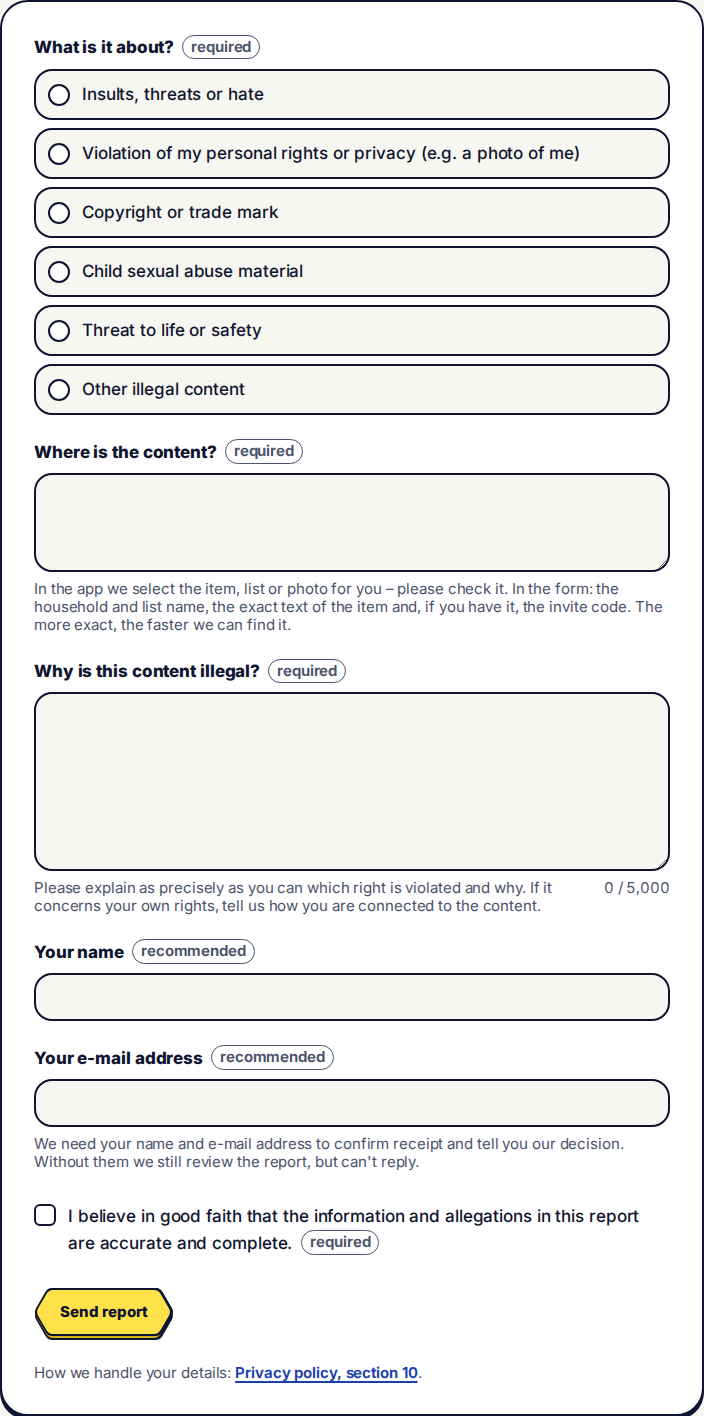 What is it about? required
Insults, threats or hate
Violation of my personal rights or privacy (e.g. a photo of me)
Copyright or trade mark
Child sexual abuse material
Threat to life or safety
Other illegal content
Where is the content? required
In the app we select the item, list or photo for you – please check it. In the form: the
household and list name, the exact text of the item and, if you have it, the invite code. The
more exact, the faster we can find it.
Why is this content illegal? required
Please explain as precisely as you can which right is violated and why. If it 0 / 5,000
concerns your own rights, tell us how you are connected to the content.
Your name recommended
Your e-mail address recommended
We need your name and e-mail address to confirm receipt and tell you our decision.
Without them we still review the report, but can't reply.
I believe in good faith that the information and allegations in this report
are accurate and complete. required
Send report
How we handle your details: Privacy policy, section 10.